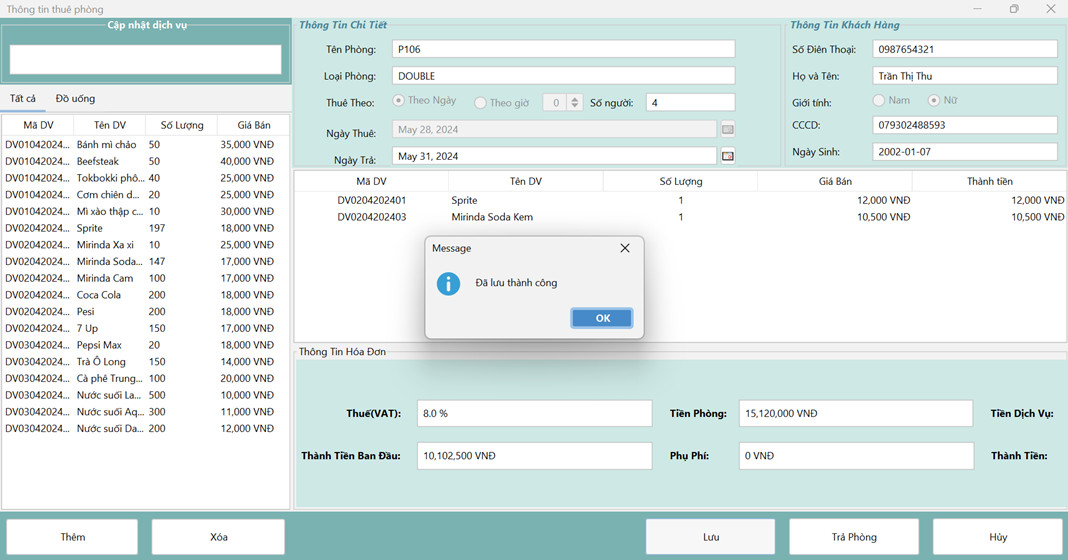 Thông tin thuê phòng
Cập nhật dịch vụ
Tất cả Đồ uống
Mã DV Tên DV Số Lượng Giá Bán
DV01042024... Bánh mì chảo 50 35,000 VNĐ
DV01042024... Beefsteak 50 40,000 VNĐ
DV01042024... Tokbokki phô... 40 25,000 VNĐ
DV01042024... Cơm chiên d... 20 25,000 VNĐ
DV01042024... Mì xào thập c... 10 30,000 VNĐ
DV02042024... Sprite 197 18,000 VNĐ
DV02042024... Mirinda Xa xi 10 25,000 VNĐ
DV02042024... Mirinda Soda... 147 17,000 VNĐ
DV02042024... Mirinda Cam 100 17,000 VNĐ
DV02042024... Coca Cola 200 18,000 VNĐ
DV02042024... Pesi 200 18,000 VNĐ
DV02042024... 7 Up 150 17,000 VNĐ
DV03042024... Pepsi Max 20 18,000 VNĐ
DV03042024... Trà Ô Long 150 14,000 VNĐ
DV03042024... Cà phê Trung... 100 20,000 VNĐ
DV03042024... Nước suối La... 500 10,000 VNĐ
DV03042024... Nước suối Aq... 300 11,000 VNĐ
DV03042024... Nước suối Da... 200 12,000 VNĐ
Thêm Xóa
Thông Tin Chi Tiết
Tên Phòng: P106
Loại Phòng: DOUBLE
Thuê Theo: Theo Ngày Theo giờ 0 Số người: 4
Ngày Thuê: May 28, 2024
Ngày Trả: May 31, 2024
Thông Tin Khách Hàng
Số Điên Thoại: 0987654321
Họ và Tên: Trần Thị Thu
Giới tính: Nam Nữ
CCCD: 079302488593
Ngày Sinh: 2002-01-07
Mã DV Tên DV Số Lượng Giá Bán Thành tiền
DV0204202401 Sprite 1 12,000 VNĐ 12,000 VNĐ
DV0204202403 Mirinda Soda Kem 1 10,500 VNĐ 10,500 VNĐ
Message
Đã lưu thành công
OK
Thông Tin Hóa Đơn
Thuế(VAT): 8.0 % Tiền Phòng: 15,120,000 VNĐ Tiền Dịch Vụ:
Thành Tiền Ban Đầu: 10,102,500 VNĐ Phụ Phí: 0 VNĐ Thành Tiền:
Lưu Trả Phòng Hủy